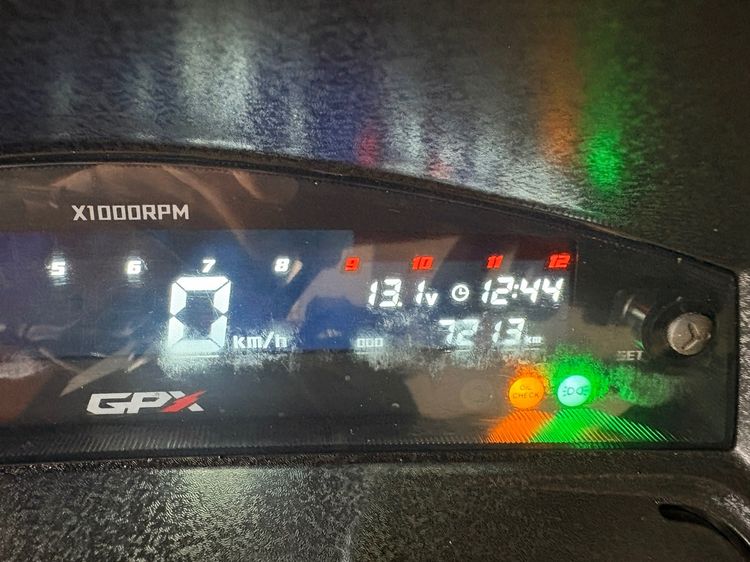 X1000RPM
5 6 7 8 9 10 11 12
13.1v 12:44
0 km/h
ODO 7213 km
SET
GPX
OIL CHECK